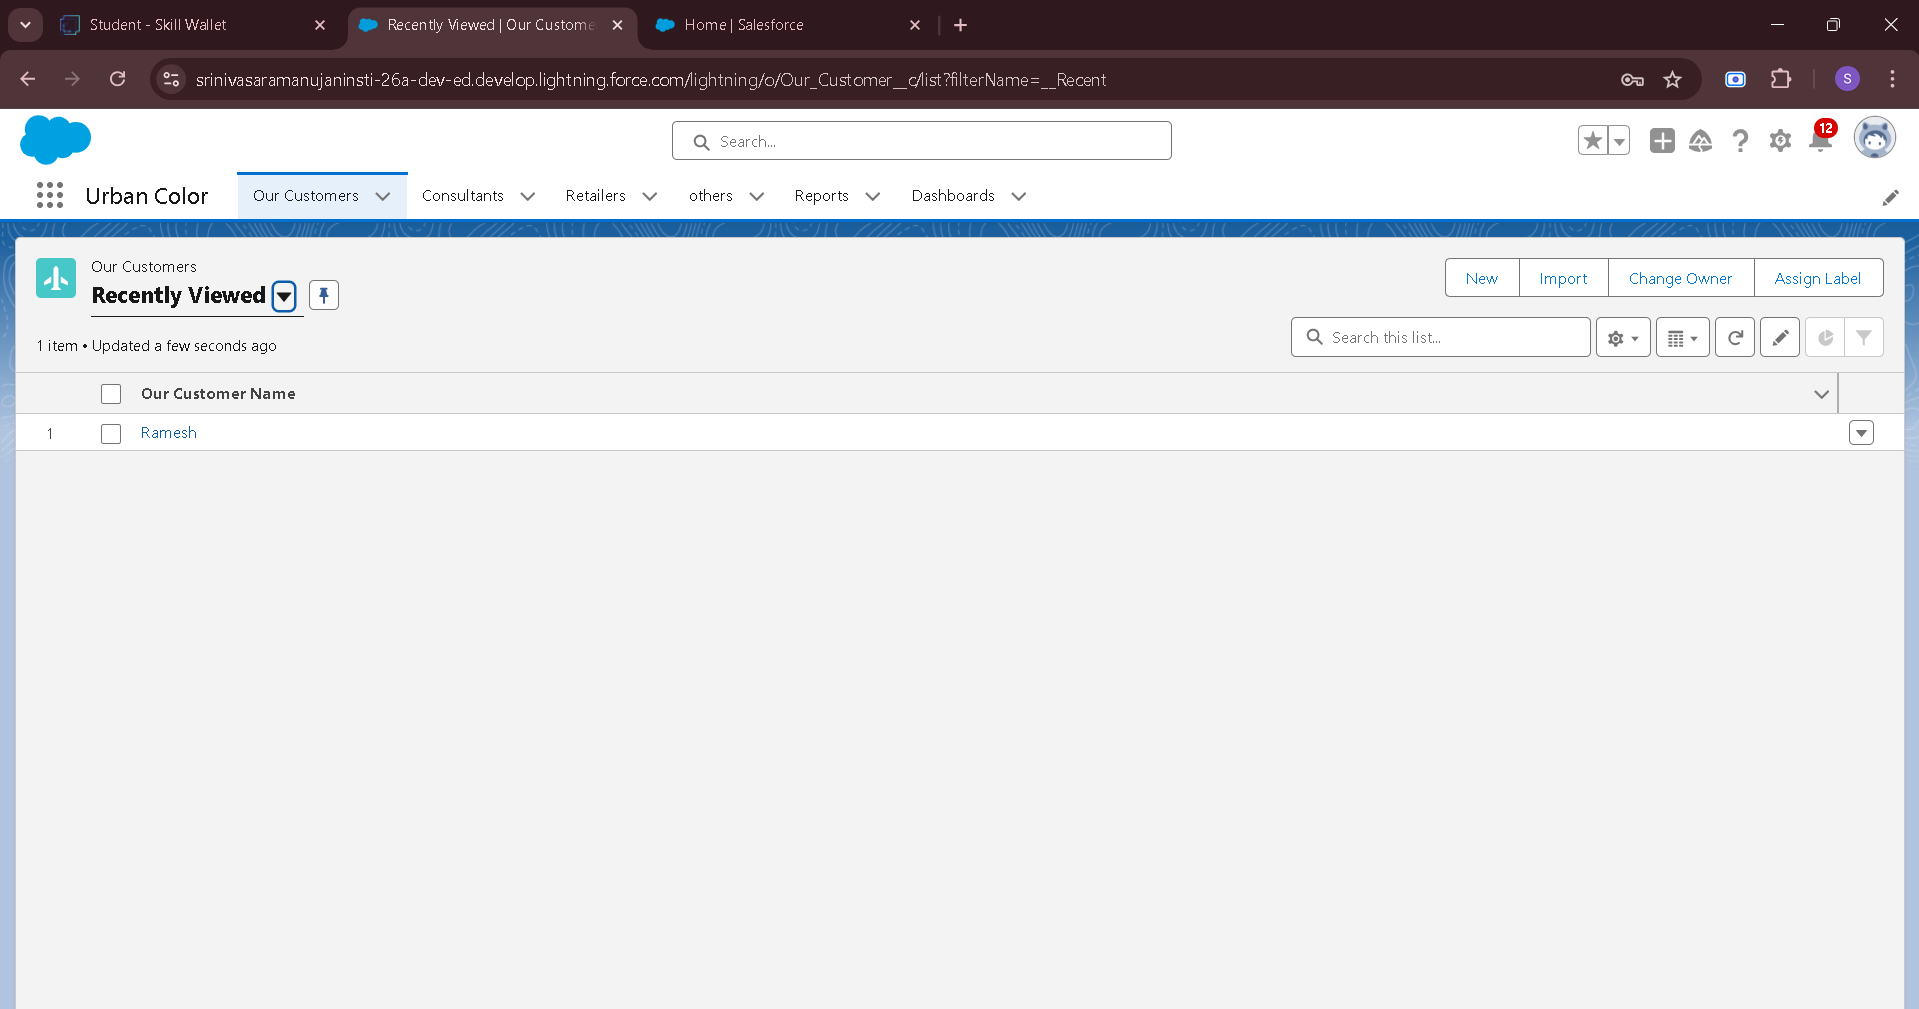 Student - Skill Wallet
Recently Viewed | Our Custome
Home | Salesforce
srinivasaramanujaninsti-26a-dev-ed.develop.lightning.force.com/lightning/o/Our_Customer__c/list?filterName=__Recent
S
Search...
12
Urban Color
Our Customers
Consultants
Retailers
others
Reports
Dashboards
Our Customers
Recently Viewed
New
Import
Change Owner
Assign Label
1 item • Updated a few seconds ago
Search this list...
Our Customer Name
1
Ramesh